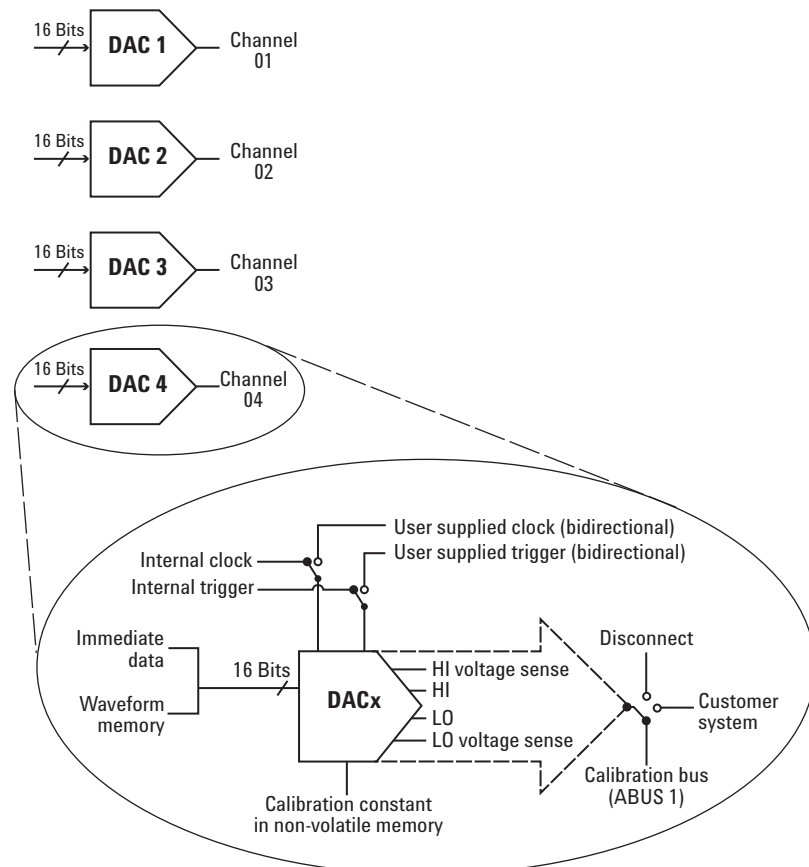 16 Bits
DAC 1
Channel
01
16 Bits
DAC 2
Channel
02
16 Bits
DAC 3
Channel
03
16 Bits
DAC 4
Channel
04
User supplied clock (bidirectional)
Internal clock
User supplied trigger (bidirectional)
Internal trigger
Immediate
data
Waveform
memory
16 Bits
DACx
HI voltage sense
HI
LO
LO voltage sense
Calibration constant
in non-volatile memory
Disconnect
Customer
system
Calibration bus
(ABUS 1)